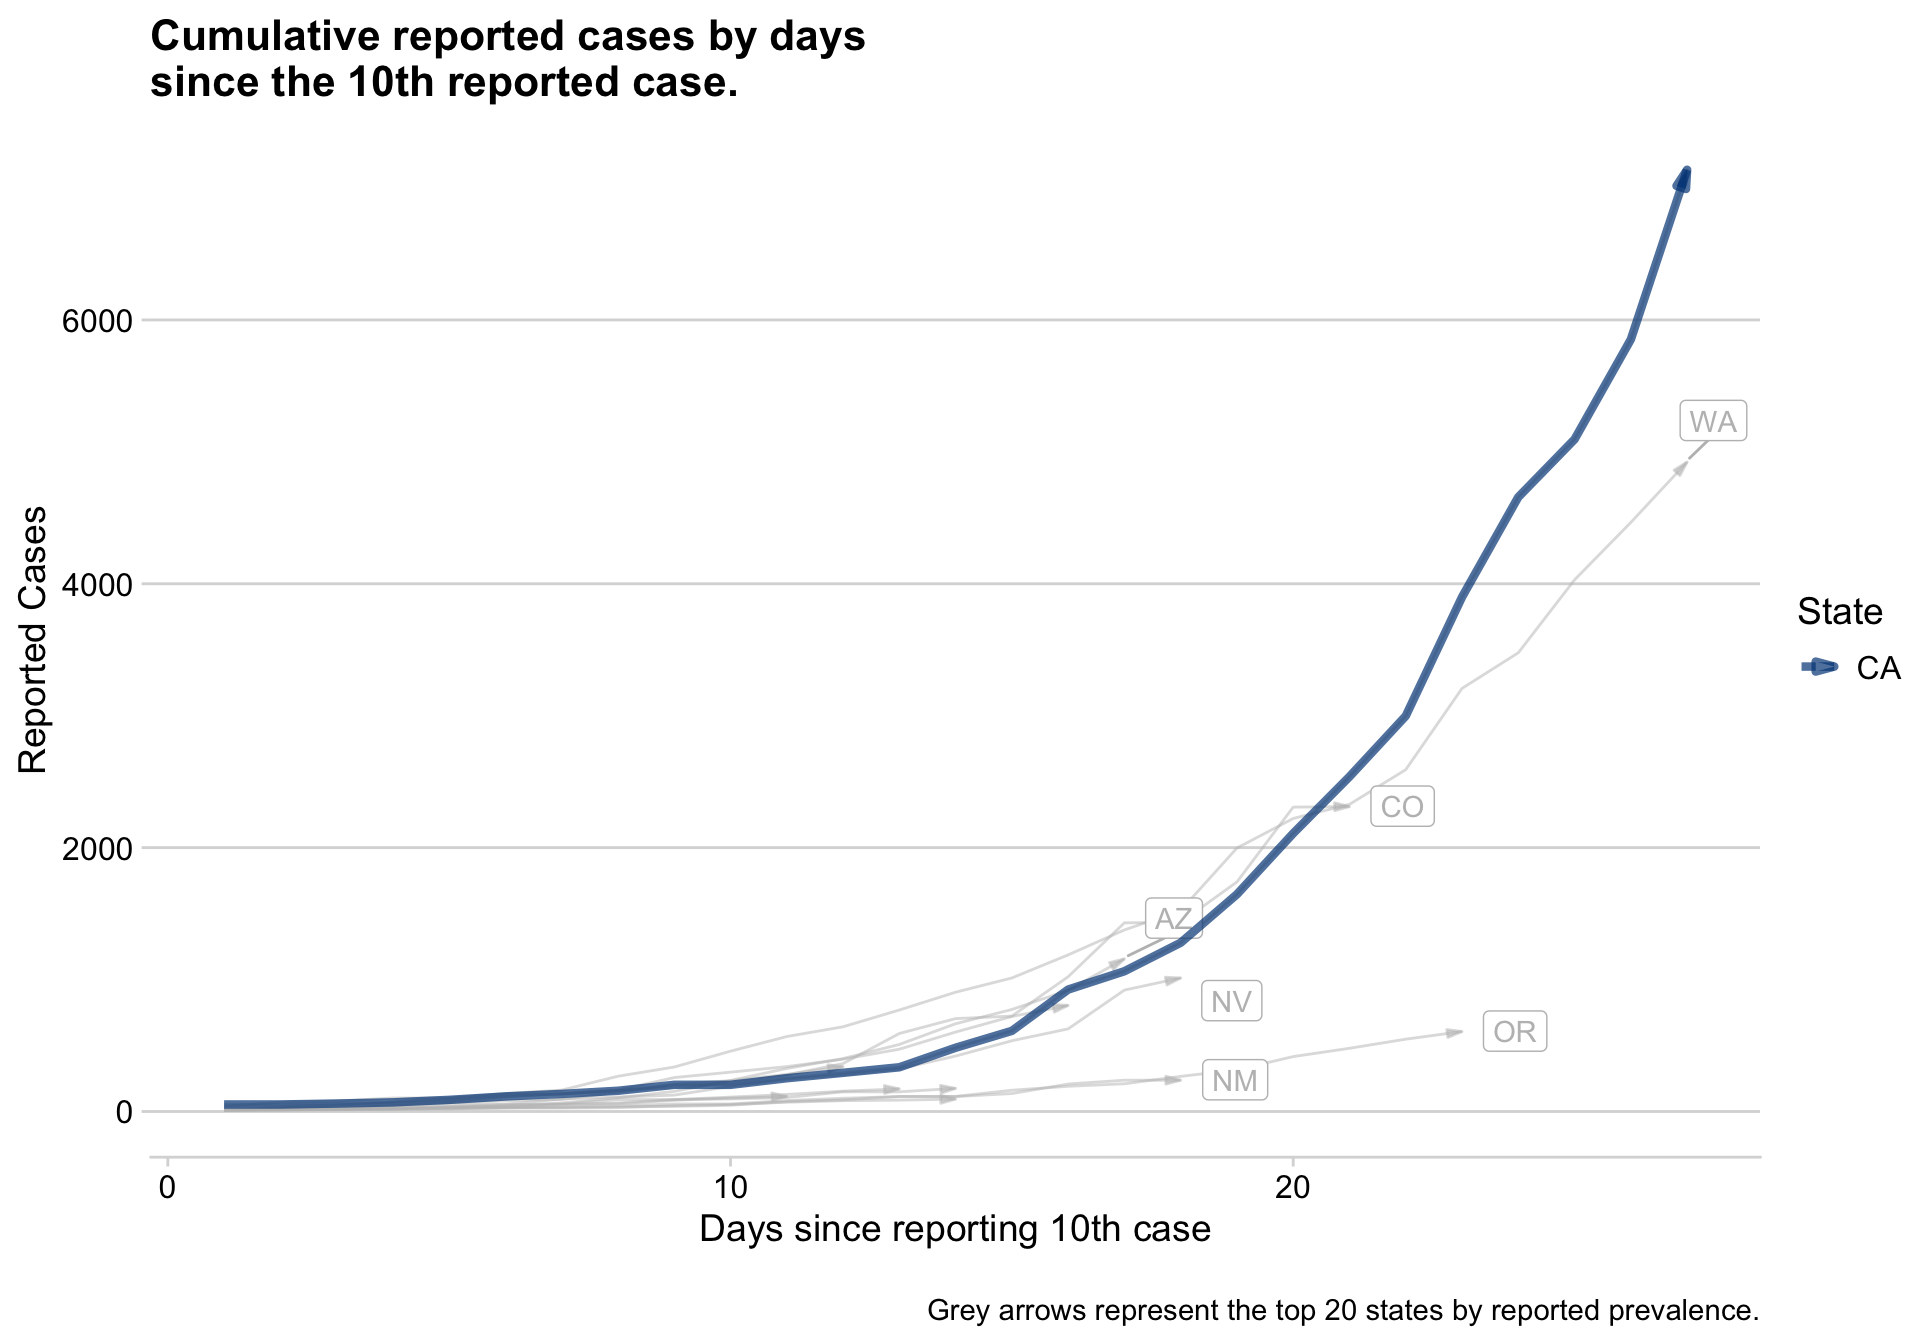 Cumulative reported cases by days
since the 10th reported case.
6000
4000
2000
0
Reported Cases
WA
CO
AZ
NV
OR
NM
State
CA
0 10 20
Days since reporting 10th case
Grey arrows represent the top 20 states by reported prevalence.